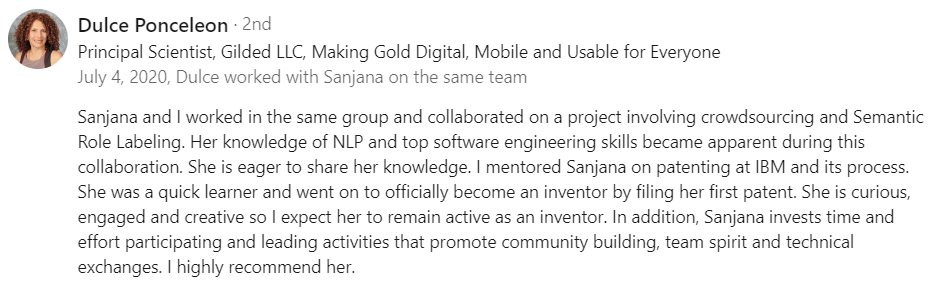 Dulce Ponceleon · 2nd
Principal Scientist, Gilded LLC, Making Gold Digital, Mobile and Usable for Everyone
July 4, 2020, Dulce worked with Sanjana on the same team
Sanjana and I worked in the same group and collaborated on a project involving crowdsourcing and Semantic
Role Labeling. Her knowledge of NLP and top software engineering skills became apparent during this
collaboration. She is eager to share her knowledge. I mentored Sanjana on patenting at IBM and its process.
She was a quick learner and went on to officially become an inventor by filing her first patent. She is curious,
engaged and creative so I expect her to remain active as an inventor. In addition, Sanjana invests time and
effort participating and leading activities that promote community building, team spirit and technical
exchanges. I highly recommend her.